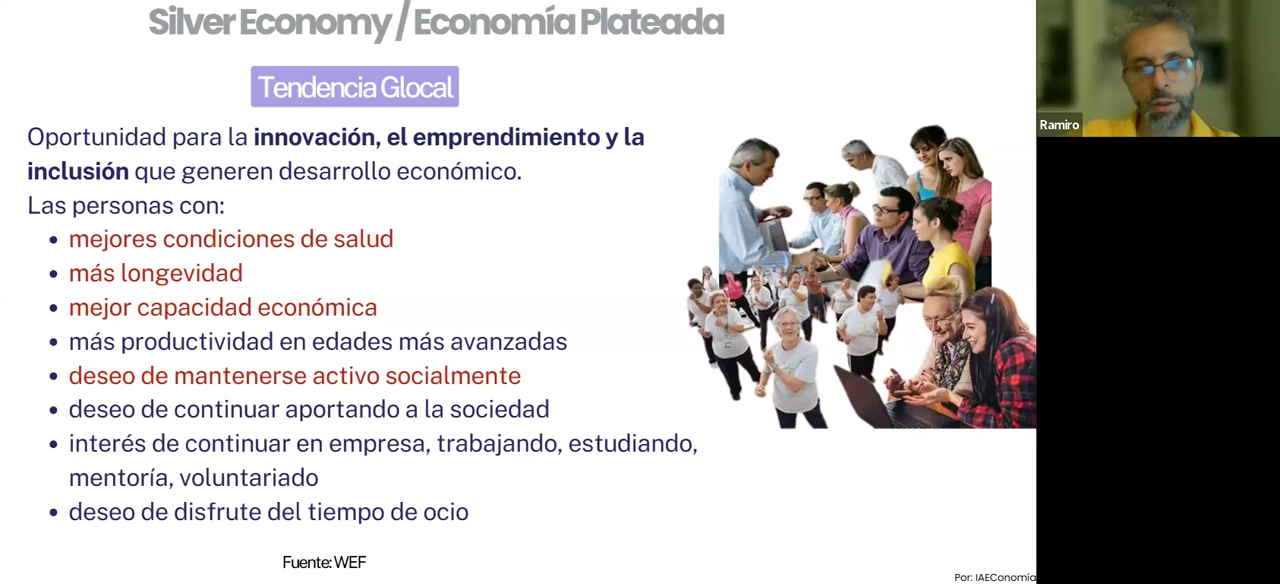 Silver Economy / Economía Plateada
Tendencia Glocal
Oportunidad para la innovación, el emprendimiento y la
inclusión que generen desarrollo económico.
Las personas con:
• mejores condiciones de salud
• más longevidad
• mejor capacidad económica
• más productividad en edades más avanzadas
• deseo de mantenerse activo socialmente
• deseo de continuar aportando a la sociedad
• interés de continuar en empresa, trabajando, estudiando,
mentoría, voluntariado
• deseo de disfrute del tiempo de ocio
Fuente: WEF
Por: IAEConomía
Ramiro